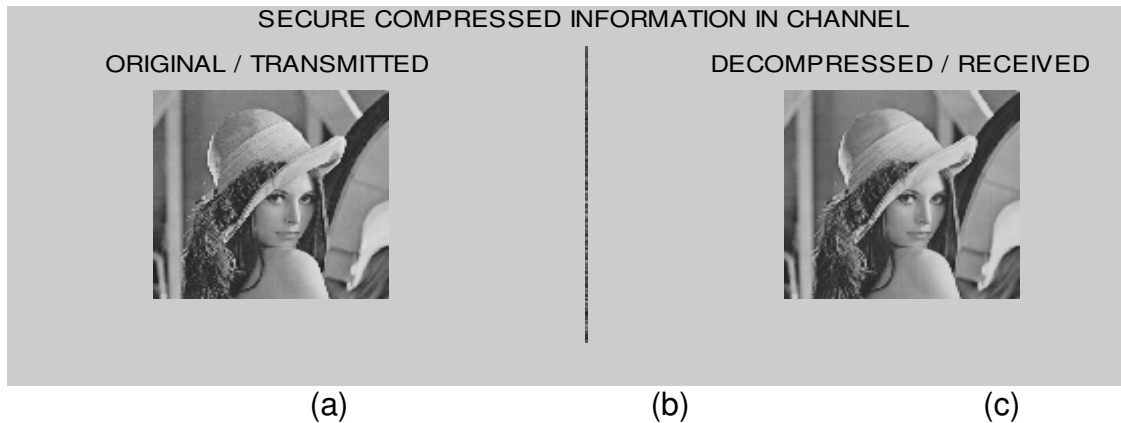 SECURE COMPRESSED INFORMATION IN CHANNEL
ORIGINAL / TRANSMITTED
DECOMPRESSED / RECEIVED
(a)
(b)
(c)